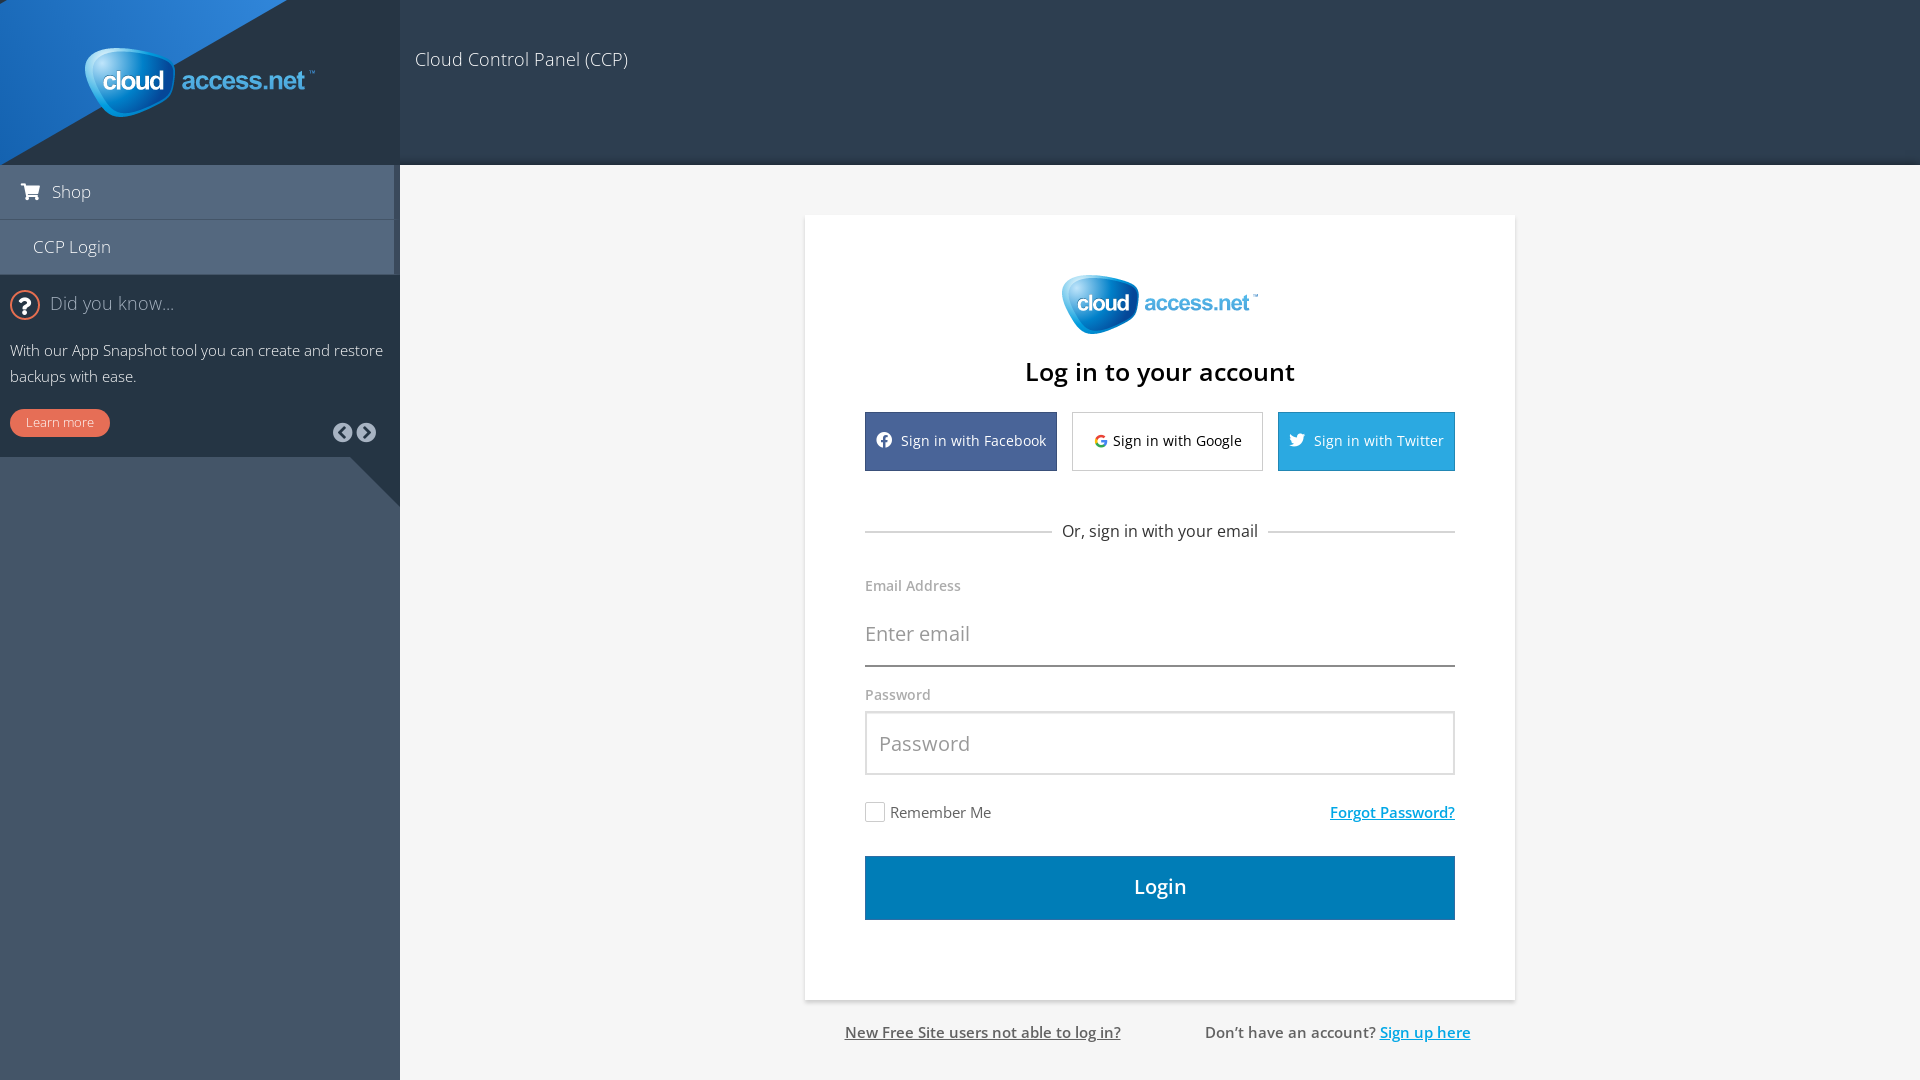 cloud access.net ™
Cloud Control Panel (CCP)
Shop
CCP Login
Did you know...
With our App Snapshot tool you can create and restore
backups with ease.
Learn more
cloud access.net ™
Log in to your account
Sign in with Facebook
Sign in with Google
Sign in with Twitter
Or, sign in with your email
Email Address
Enter email
Password
Password
Remember Me
Forgot Password?
Login
New Free Site users not able to log in?
Don’t have an account? Sign up here